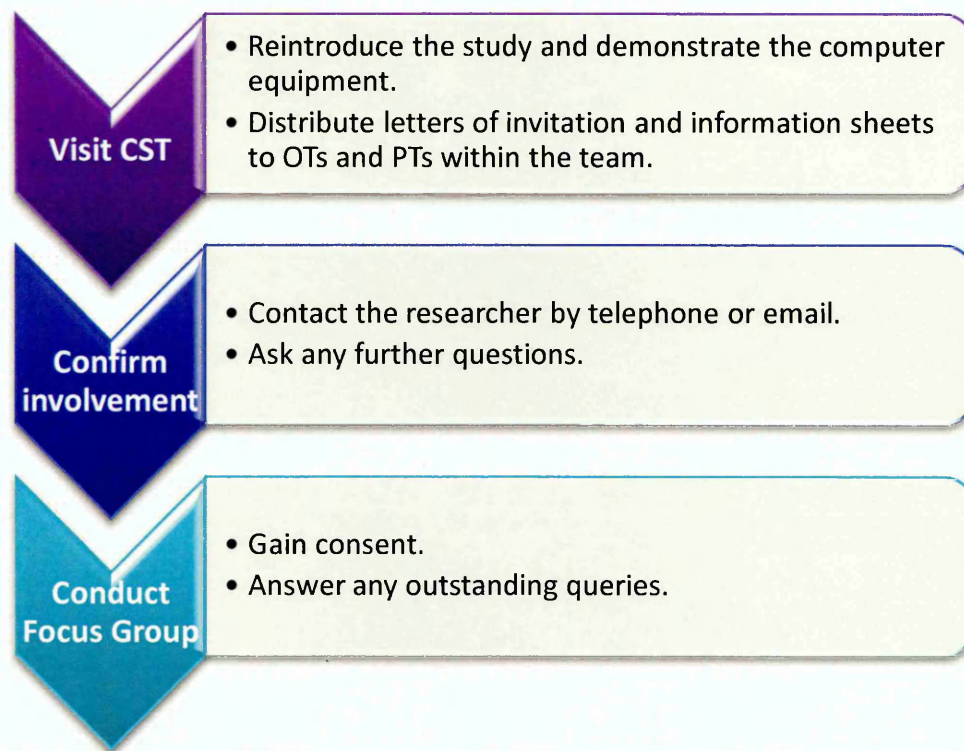 Visit CST
• Reintroduce the study and demonstrate the computer
equipment.
• Distribute letters of invitation and information sheets
to OTs and PTs within the team.
Confirm
involvement
• Contact the researcher by telephone or email.
• Ask any further questions.
Conduct
Focus Group
• Gain consent.
• Answer any outstanding queries.